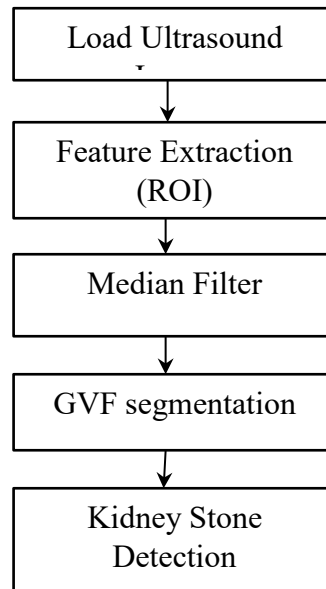 Load Ultrasound
Feature Extraction
(ROI)
Median Filter
GVF segmentation
Kidney Stone
Detection